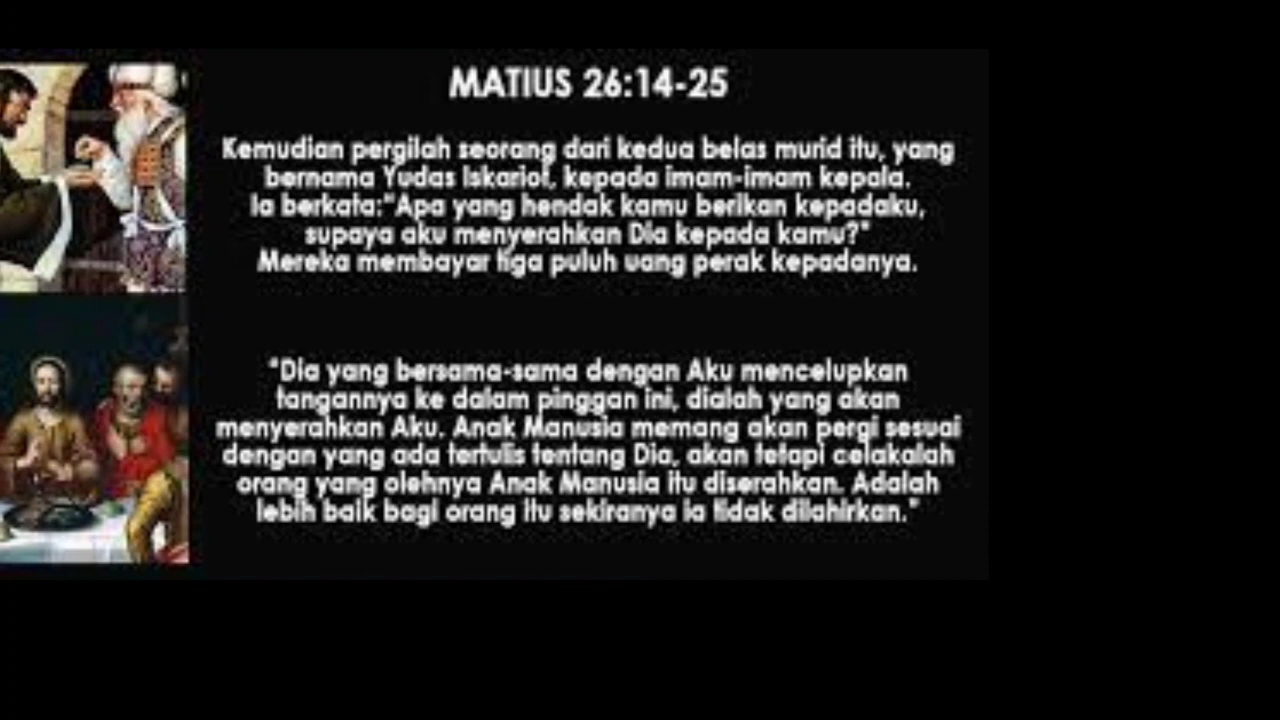 MATIUS 26:14-25
Kemudian pergilah seorang dari kedua belas murid itu, yang
bernama Yudas Iskariot, kepada imam-imam kepala.
Ia berkata:"Apa yang hendak kamu berikan kepadaku,
supaya aku menyerahkan Dia kepada kamu?"
Mereka membayar tiga puluh uang perak kepadanya.
"Dia yang bersama-sama dengan Aku mencelupkan
tangannya ke dalam pinggan ini, dialah yang akan
menyerahkan Aku. Anak Manusia memang akan pergi sesuai
dengan yang ada tertulis tentang Dia, akan tetapi celakalah
orang yang olehnya Anak Manusia itu diserahkan. Adalah
lebih baik bagi orang itu sekiranya ia tidak dilahirkan."